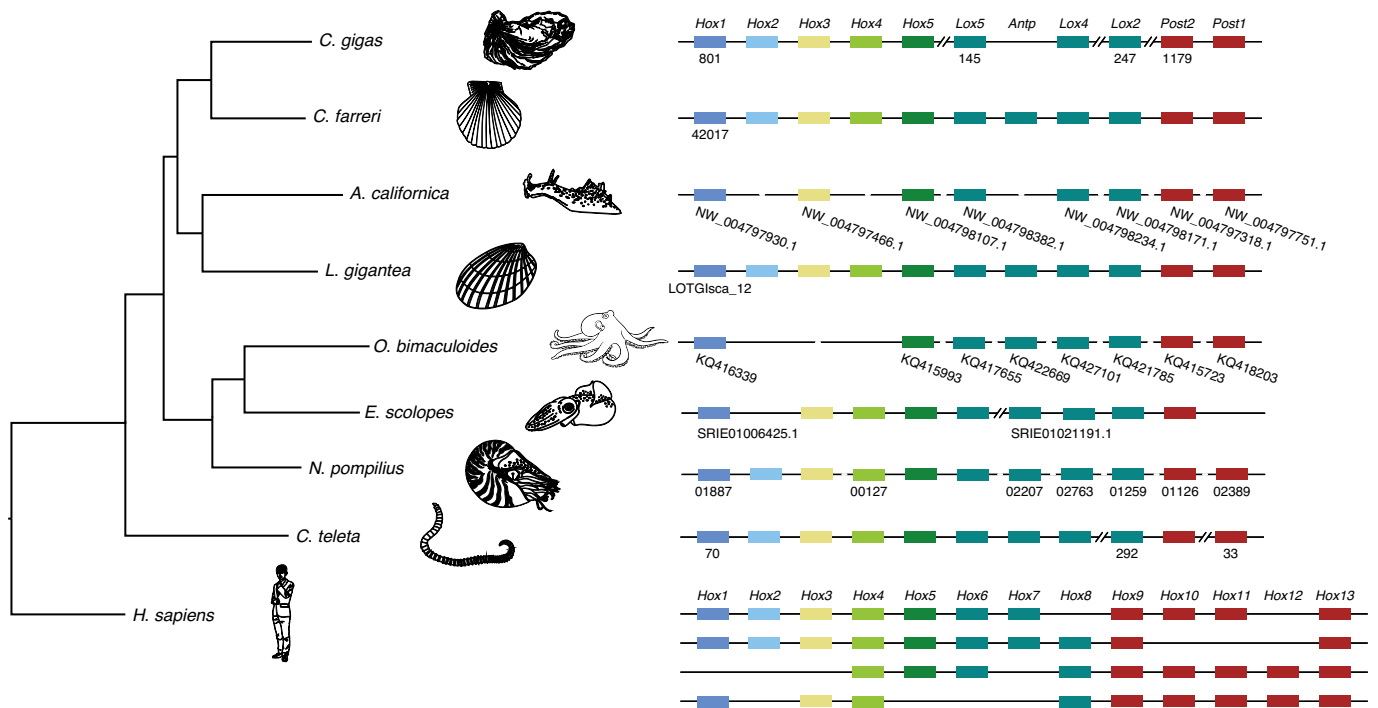 Hox1 Hox2 Hox3 Hox4 Hox5 Lox5 Antp Lox4 Lox2 Post2 Post1
C. gigas
801 145 247 1179
C. farreri
42017
A. californica
NW_004797930.1 NW_004797466.1 NW_004798107.1 NW_004798382.1 NW_004798234.1 NW_004798171.1 NW_004797318.1 NW_004797751.1
L. gigantea
LOTGIsca_12
O. bimaculoides
KQ416339 KQ415993 KQ417655 KQ422669 KQ427101 KQ421785 KQ415723 KQ418203
E. scolopes
SRIE01006425.1 SRIE01021191.1
N. pompilius
01887 00127 02207 02763 01259 01126 02389
C. teleta
70 292 33
Hox1 Hox2 Hox3 Hox4 Hox5 Hox6 Hox7 Hox8 Hox9 Hox10 Hox11 Hox12 Hox13
H. sapiens